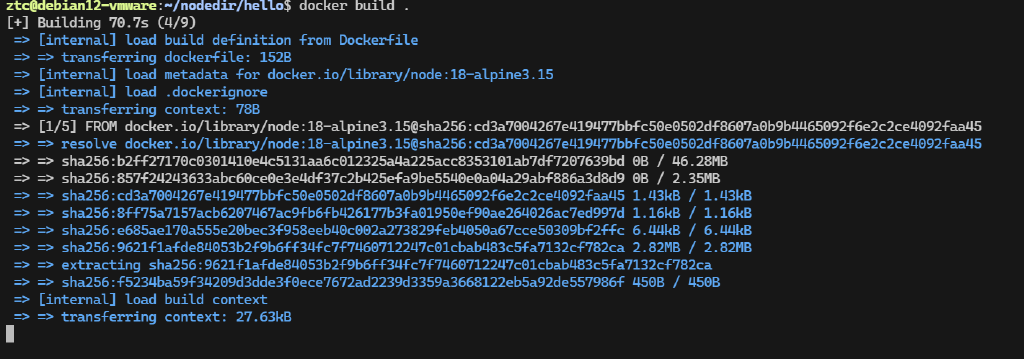 ztc@debian12-vmware:~/nodedir/hello$ docker build .
[+] Building 70.7s (4/9)
=> [internal] load build definition from Dockerfile
=> => transferring dockerfile: 152B
=> [internal] load metadata for docker.io/library/node:18-alpine3.15
=> [internal] load .dockerignore
=> => transferring context: 78B
=> [1/5] FROM docker.io/library/node:18-alpine3.15@sha256:cd3a7004267e419477bbfc50e0502df8607a0b9b4465092f6e2c2ce4092faa45
=> => resolve docker.io/library/node:18-alpine3.15@sha256:cd3a7004267e419477bbfc50e0502df8607a0b9b4465092f6e2c2ce4092faa45
=> => sha256:b2ff27170c0301410e4c5131aa6c012325a4a225acc8353101ab7df7207639bd 0B / 46.28MB
=> => sha256:857f24243633abc60ce0e3e4df37c2b425efa9be5540e0a04a29abf886a3d8d9 0B / 2.35MB
=> => sha256:cd3a7004267e419477bbfc50e0502df8607a0b9b4465092f6e2c2ce4092faa45 1.43kB / 1.43kB
=> => sha256:8ff75a7157acb6207467ac9fb6fb426177b3fa01950ef90ae264026ac7ed997d 1.16kB / 1.16kB
=> => sha256:e685ae170a555e20bec3f958eeb40c002a273829feb4050a67cce50309bf2ffc 6.44kB / 6.44kB
=> => sha256:9621f1afde84053b2f9b6ff34fc7f7460712247c01cbab483c5fa7132cf782ca 2.82MB / 2.82MB
=> => extracting sha256:9621f1afde84053b2f9b6ff34fc7f7460712247c01cbab483c5fa7132cf782ca
=> => sha256:f5234ba59f34209d3dde3f0ece7672ad2239d3359a3668122eb5a92de557986f 450B / 450B
=> [internal] load build context
=> => transferring context: 27.63kB